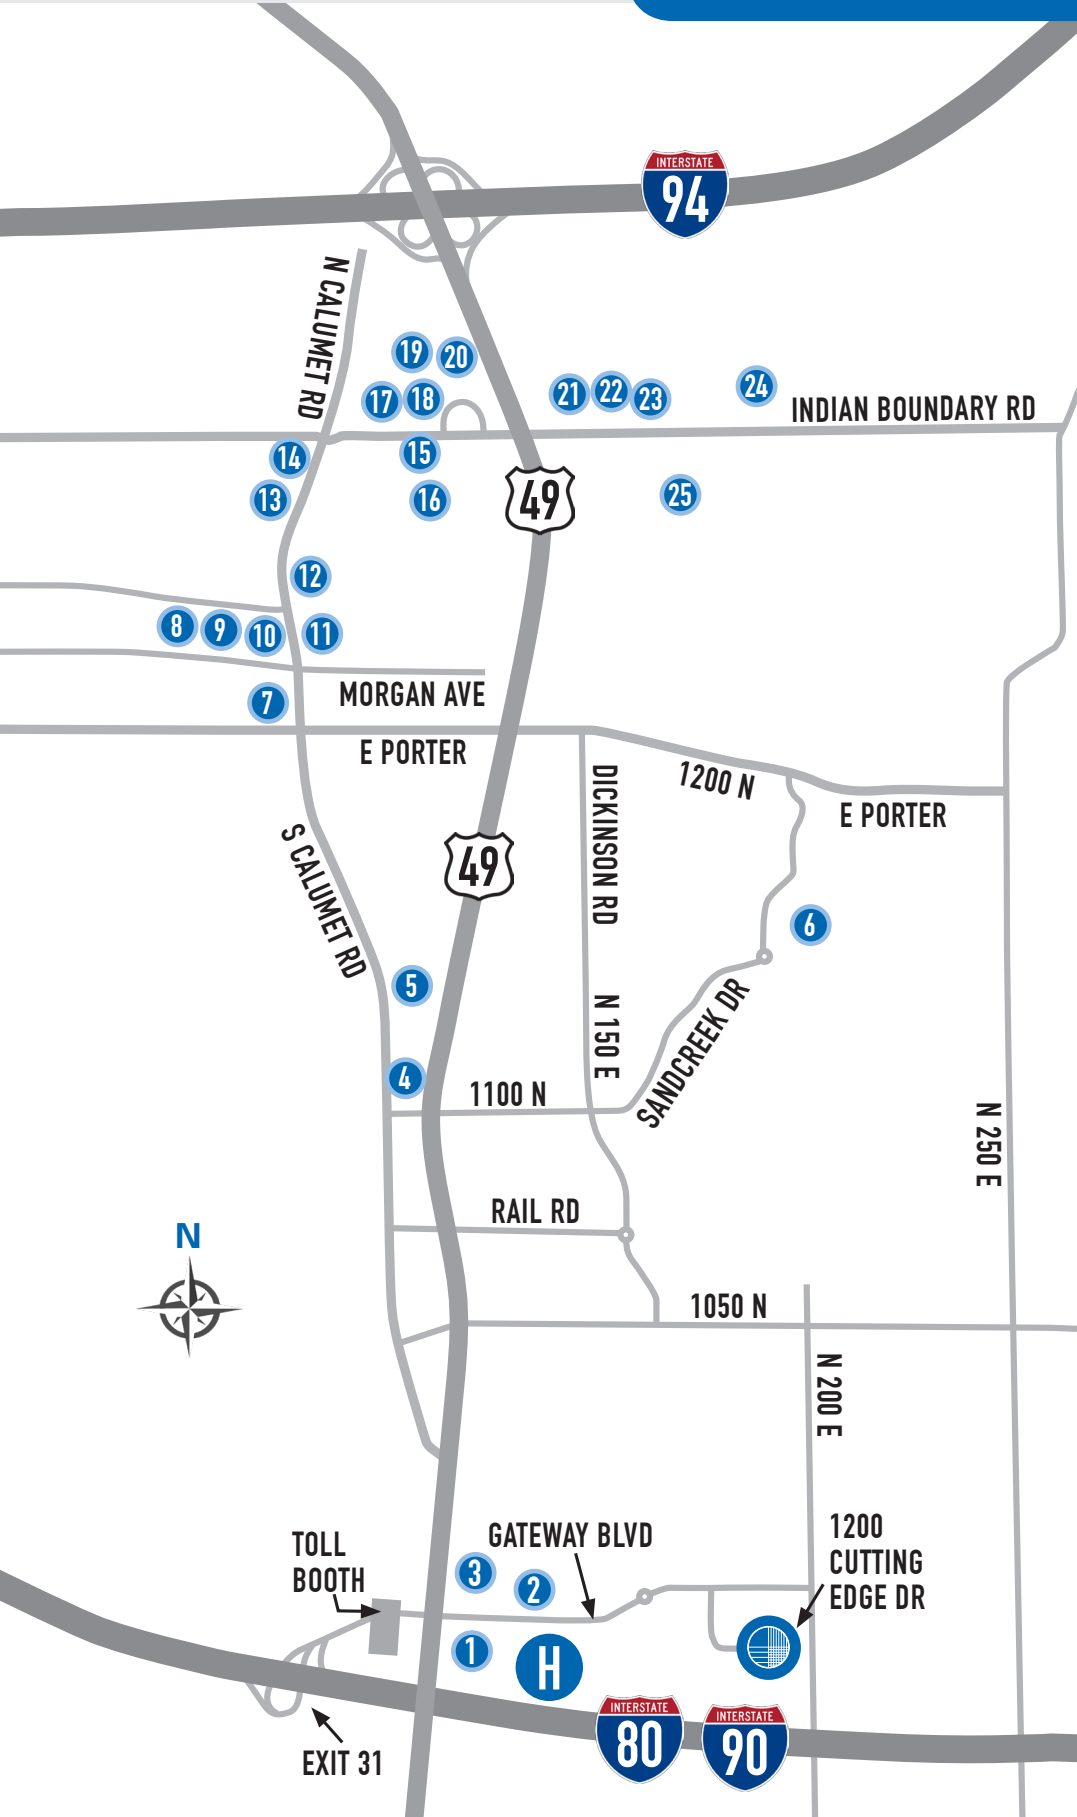 INTERSTATE
94
N CALUMET RD
19
20
17
18
21
22
23
24
INDIAN BOUNDARY RD
14
15
13
16
49
25
12
8
9
10
11
7
MORGAN AVE
E PORTER
1200 N
E PORTER
DICKINSON RD
49
S CALUMET RD
6
5
N 150 E
SANDCREEK DR
4
1100 N
N 250 E
RAIL RD
N
1050 N
N 200 E
TOLL
BOOTH
GATEWAY BLVD
3
2
1200
CUTTING
EDGE DR
1
H
INTERSTATE
80
INTERSTATE
90
EXIT 31